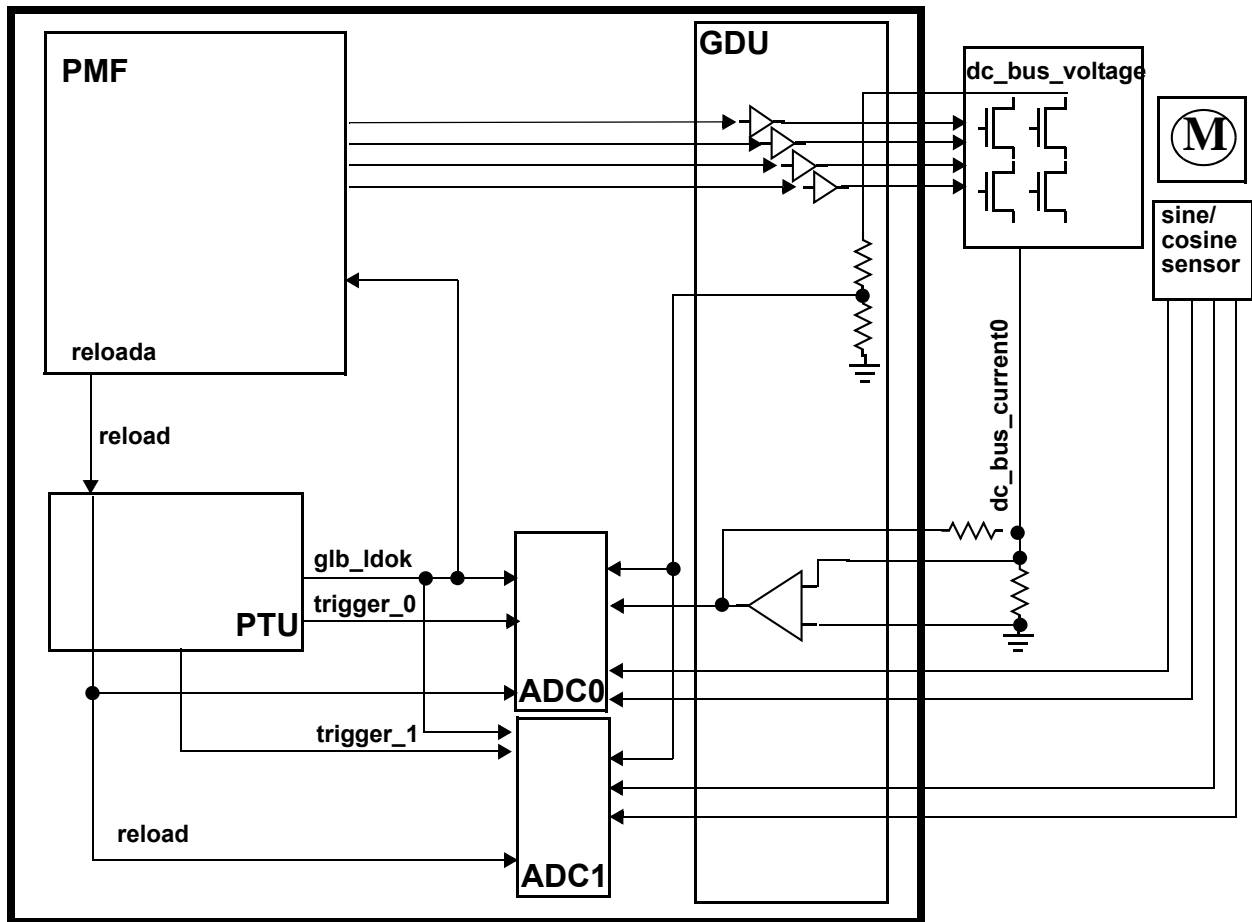 GDU
PMF
dc_bus_voltage
M
sine/
cosine
sensor
reloada
dc_bus_current0
reload
glb_ldok
trigger_0
PTU
ADC0
trigger_1
reload
ADC1